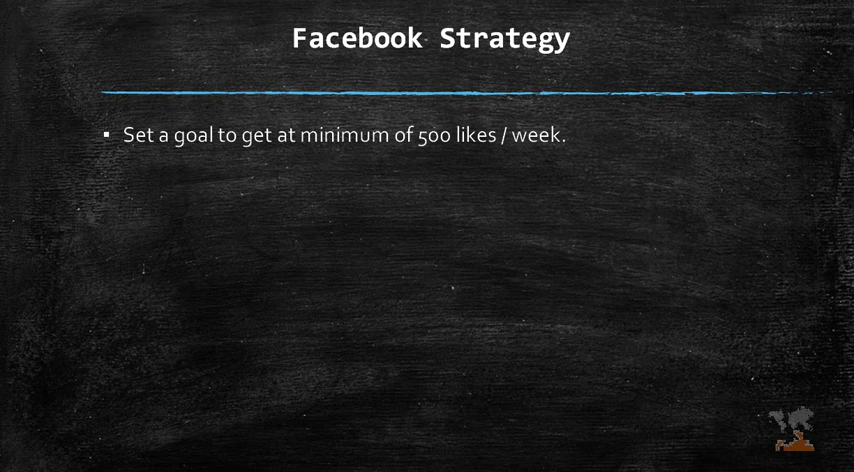 Facebook Strategy
▪ Set a goal to get at minimum of 500 likes / week.